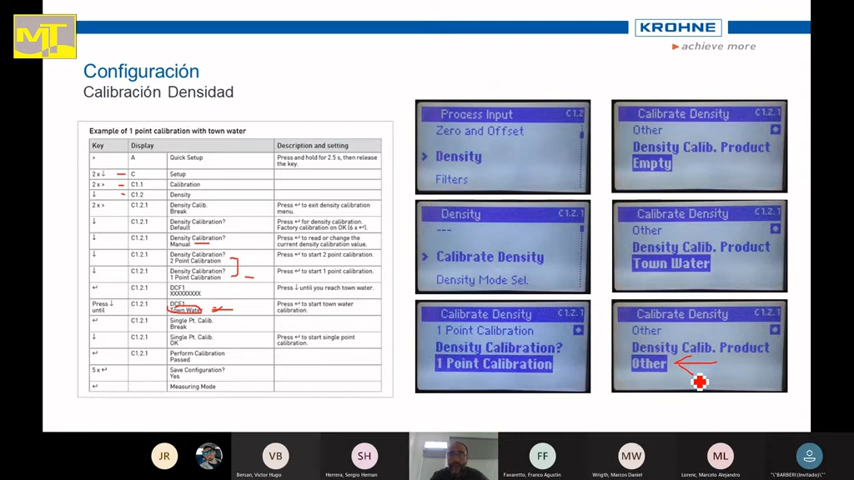 MT
KROHNE
achieve more
Configuración
Calibración Densidad
Example of 1 point calibration with town water
Key Display Description and setting
> A Quick Setup Press and hold for 2.5 s, then release the key.
2 x ↓ C Setup
2 x > C1.1 Calibration
↓ C1.2 Density
2 x > C1.2.1 Density Calib. Break Press ↵ to exit density calibration menu.
↓ C1.2.1 Density Calibration? Default Press ↵ for density calibration. Factory calibration on OK (6 x ↵).
↓ C1.2.1 Density Calibration? Manual Press ↵ to read or change the current density calibration value.
↓ C1.2.1 Density Calibration? 2 Point Calibration Press ↵ to start 2 point calibration.
↓ C1.2.1 Density Calibration? 1 Point Calibration Press ↵ to start 1 point calibration.
↵ C1.2.1 DCF1 XXXXXXXXX Press ↓ until you reach town water.
Press ↓ until C1.2.1 DCF1 Town Water Press ↵ to start town water calibration.
↵ C1.2.1 Single Pt. Calib. Break
↓ C1.2.1 Single Pt. Calib. OK Press ↵ to start single point calibration.
↵ C1.2.1 Perform Calibration Passed
5 x ↵ Save Configuration? Yes
↵ Measuring Mode
Process Input C1.2
Zero and Offset
> Density
Filters
Calibrate Density C1.2.1
Other
Density Calib. Product
Empty
Density C1.2.1
---
> Calibrate Density
Density Mode Sel.
Calibrate Density C1.2.1
Other
Density Calib. Product
Town Water
Calibrate Density C1.2.1
1 Point Calibration
Density Calibration?
1 Point Calibration
Calibrate Density C1.2.1
Other
Density Calib. Product
Other
JR VB SH FF MW ML
Bersan, Victor Hugo Herrera, Sergio Hernan Favaretto, Franco Agustin Wrigth, Marcos Daniel Lorenc, Marcelo Alejandro "\"BARBERI (Invitado)\""